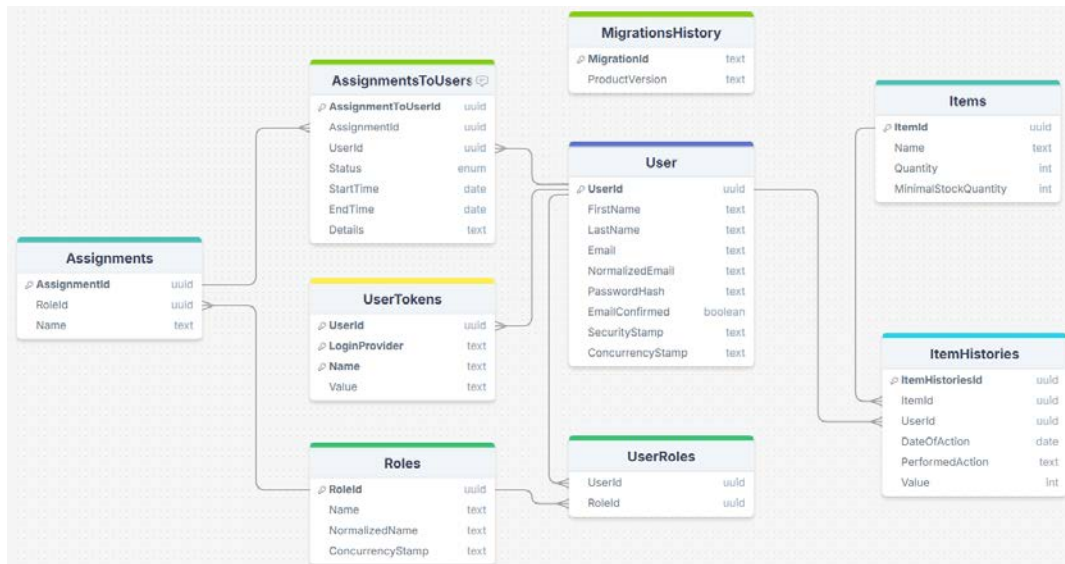 MigrationsHistory
MigrationId text
ProductVersion text
AssignmentsToUsers
AssignmentToUserId uuid
AssignmentId uuid
UserId uuid
Status enum
StartTime date
EndTime date
Details text
Items
ItemId uuid
Name text
Quantity int
MinimalStockQuantity int
User
UserId uuid
FirstName text
LastName text
Email text
NormalizedEmail text
PasswordHash text
EmailConfirmed boolean
SecurityStamp text
ConcurrencyStamp text
Assignments
AssignmentId uuid
RoleId uuid
Name text
UserTokens
UserId uuid
LoginProvider text
Name text
Value text
ItemHistories
ItemHistoriesId uuid
ItemId uuid
UserId uuid
DateOfAction date
PerformedAction text
Value int
Roles
RoleId uuid
Name text
NormalizedName text
ConcurrencyStamp text
UserRoles
UserId uuid
RoleId uuid